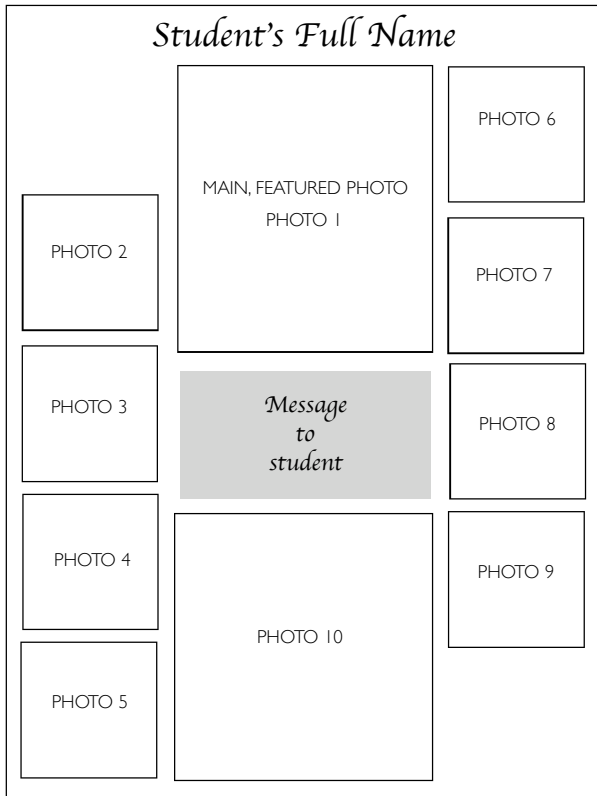 Student's Full Name
MAIN, FEATURED PHOTO
PHOTO 1
PHOTO 2
PHOTO 3
PHOTO 4
PHOTO 5
PHOTO 6
PHOTO 7
PHOTO 8
PHOTO 9
Message
to
student
PHOTO 10